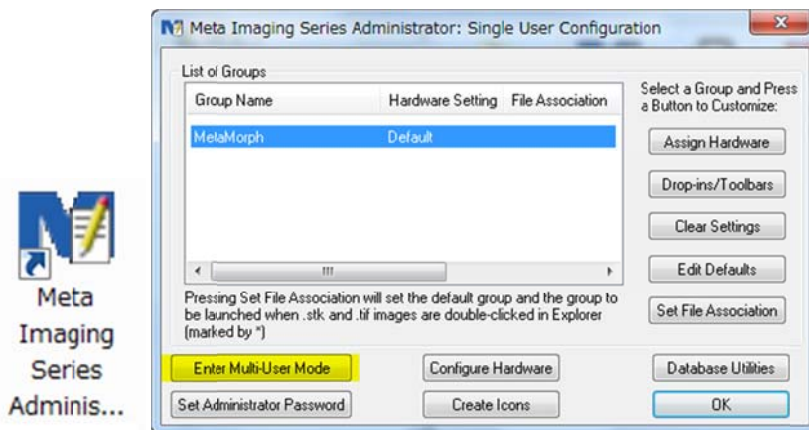 Meta
Imaging
Series
Adminis...
Meta Imaging Series Administrator: Single User Configuration
List of Groups
Group Name Hardware Setting File Association
MetaMorph Default
Pressing Set File Association will set the default group and the group to
be launched when .stk and .tif images are double-clicked in Explorer
(marked by *)
Select a Group and Press
a Button to Customize:
Assign Hardware
Drop-ins/Toolbars
Clear Settings
Edit Defaults
Set File Association
Enter Multi-User Mode Configure Hardware Database Utilities
Set Administrator Password Create Icons OK